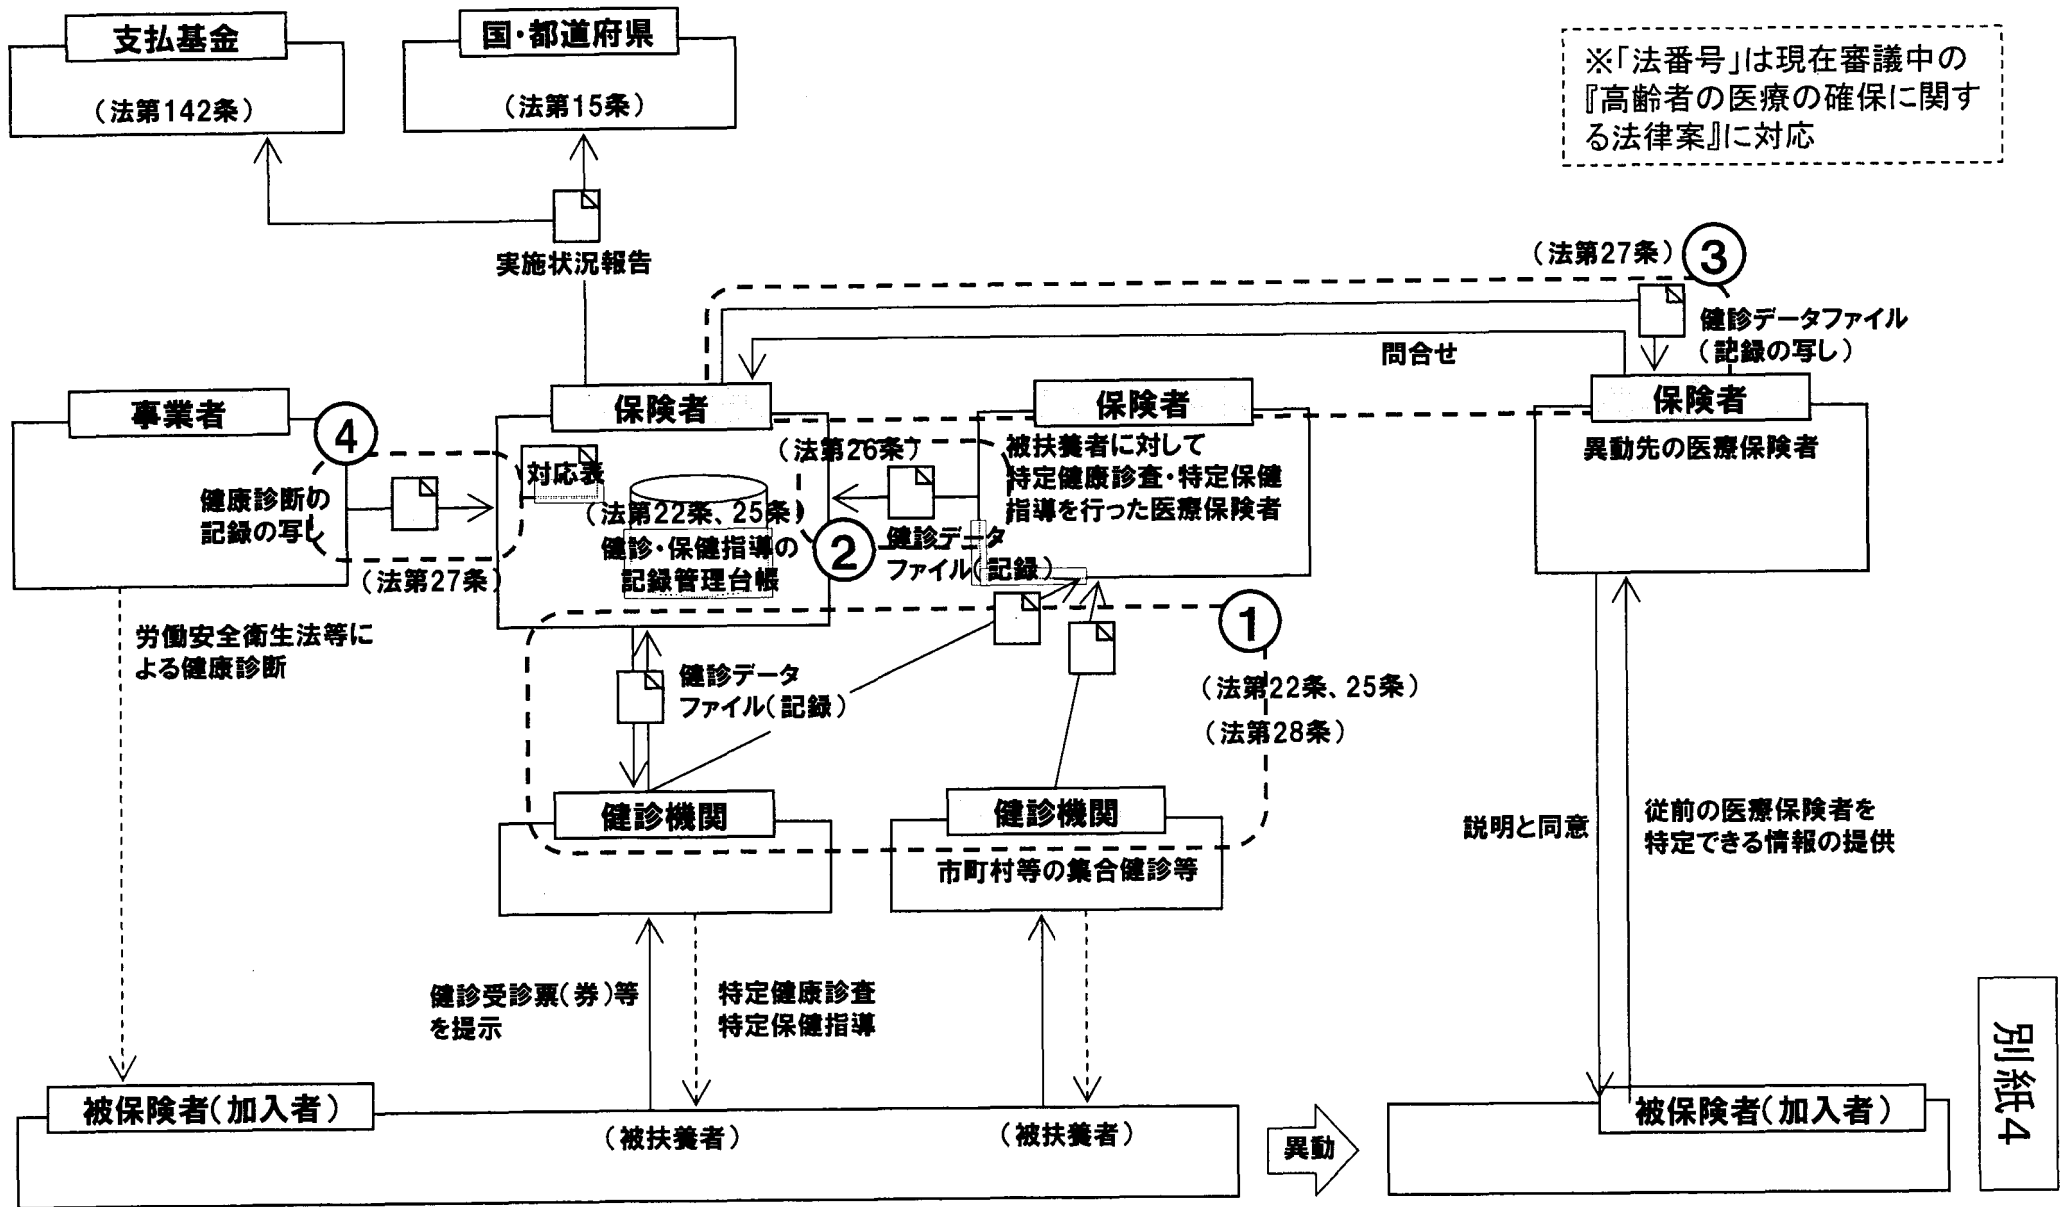 支払基金
(法第142条)
国・都道府県
(法第15条)
※「法番号」は現在審議中の
『高齢者の医療の確保に関す
る法律案』に対応
実施状況報告
(法第27条)
③
健診データファイル
(記録の写し)
問合せ
事業者
④
健康診断の
記録の写し
(法第27条)
保険者
対応表
(法第22条、25条)
健診・保健指導の
記録管理台帳
(法第26条)
②
健診データ
ファイル(記録)
保険者
被扶養者に対して
特定健康診査・特定保健
指導を行った医療保険者
保険者
異動先の医療保険者
労働安全衛生法等に
よる健康診断
健診データ
ファイル(記録)
①
(法第22条、25条)
(法第28条)
健診機関
健診機関
市町村等の集合健診等
説明と同意
従前の医療保険者を
特定できる情報の提供
健診受診票(券)等
を提示
特定健康診査
特定保健指導
被保険者(加入者)
(被扶養者)
(被扶養者)
異動
被保険者(加入者)
別紙4